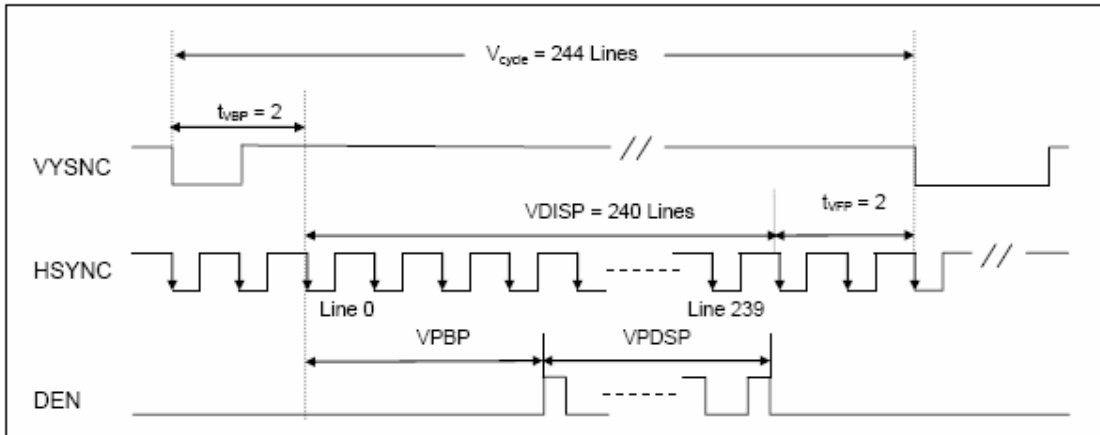 Vcycle = 244 Lines
tVBP = 2
VYSNC
VDISP = 240 Lines
tVFP = 2
HSYNC
Line 0
Line 239
VPBP
VPDSP
DEN